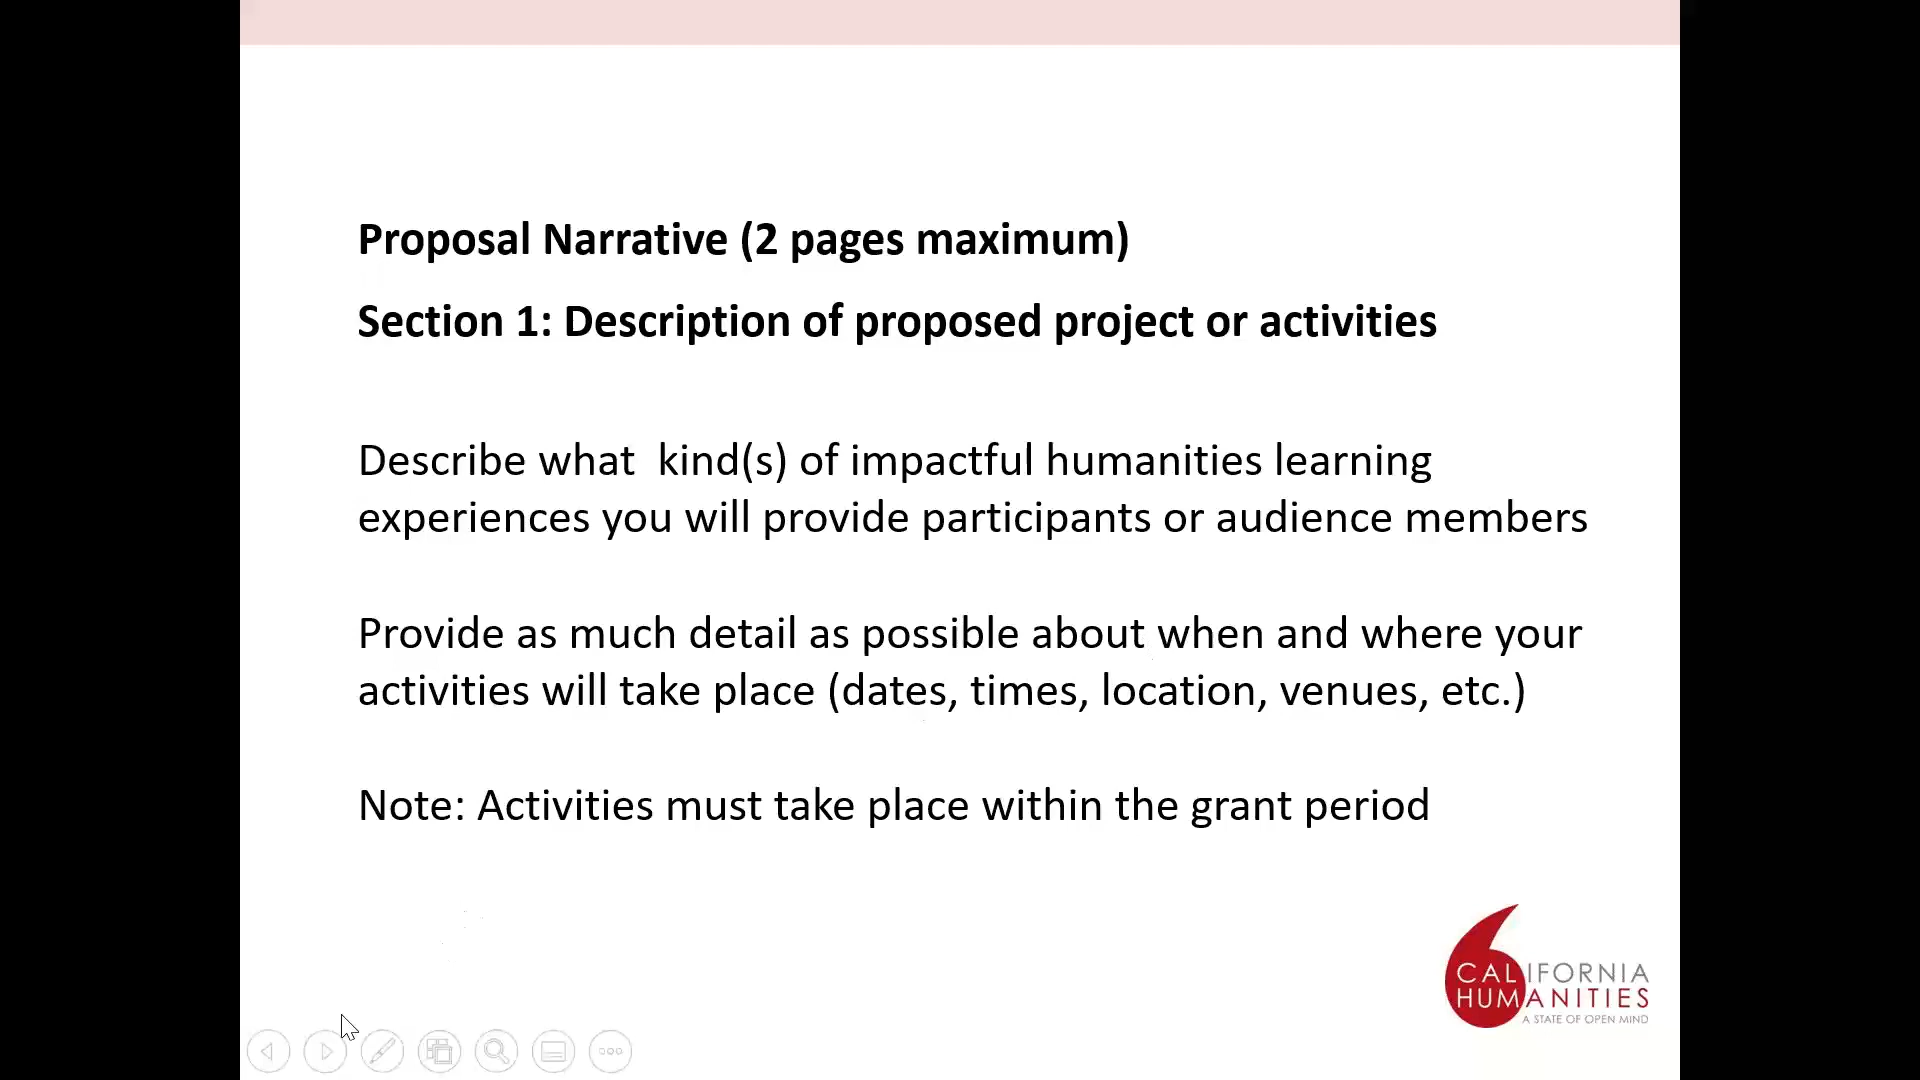 Proposal Narrative (2 pages maximum)
Section 1: Description of proposed project or activities
Describe what  kind(s) of impactful humanities learning
experiences you will provide participants or audience members
Provide as much detail as possible about when and where your
activities will take place (dates, times, location, venues, etc.)
Note: Activities must take place within the grant period
CALIFORNIA
HUMANITIES
A STATE OF OPEN MIND